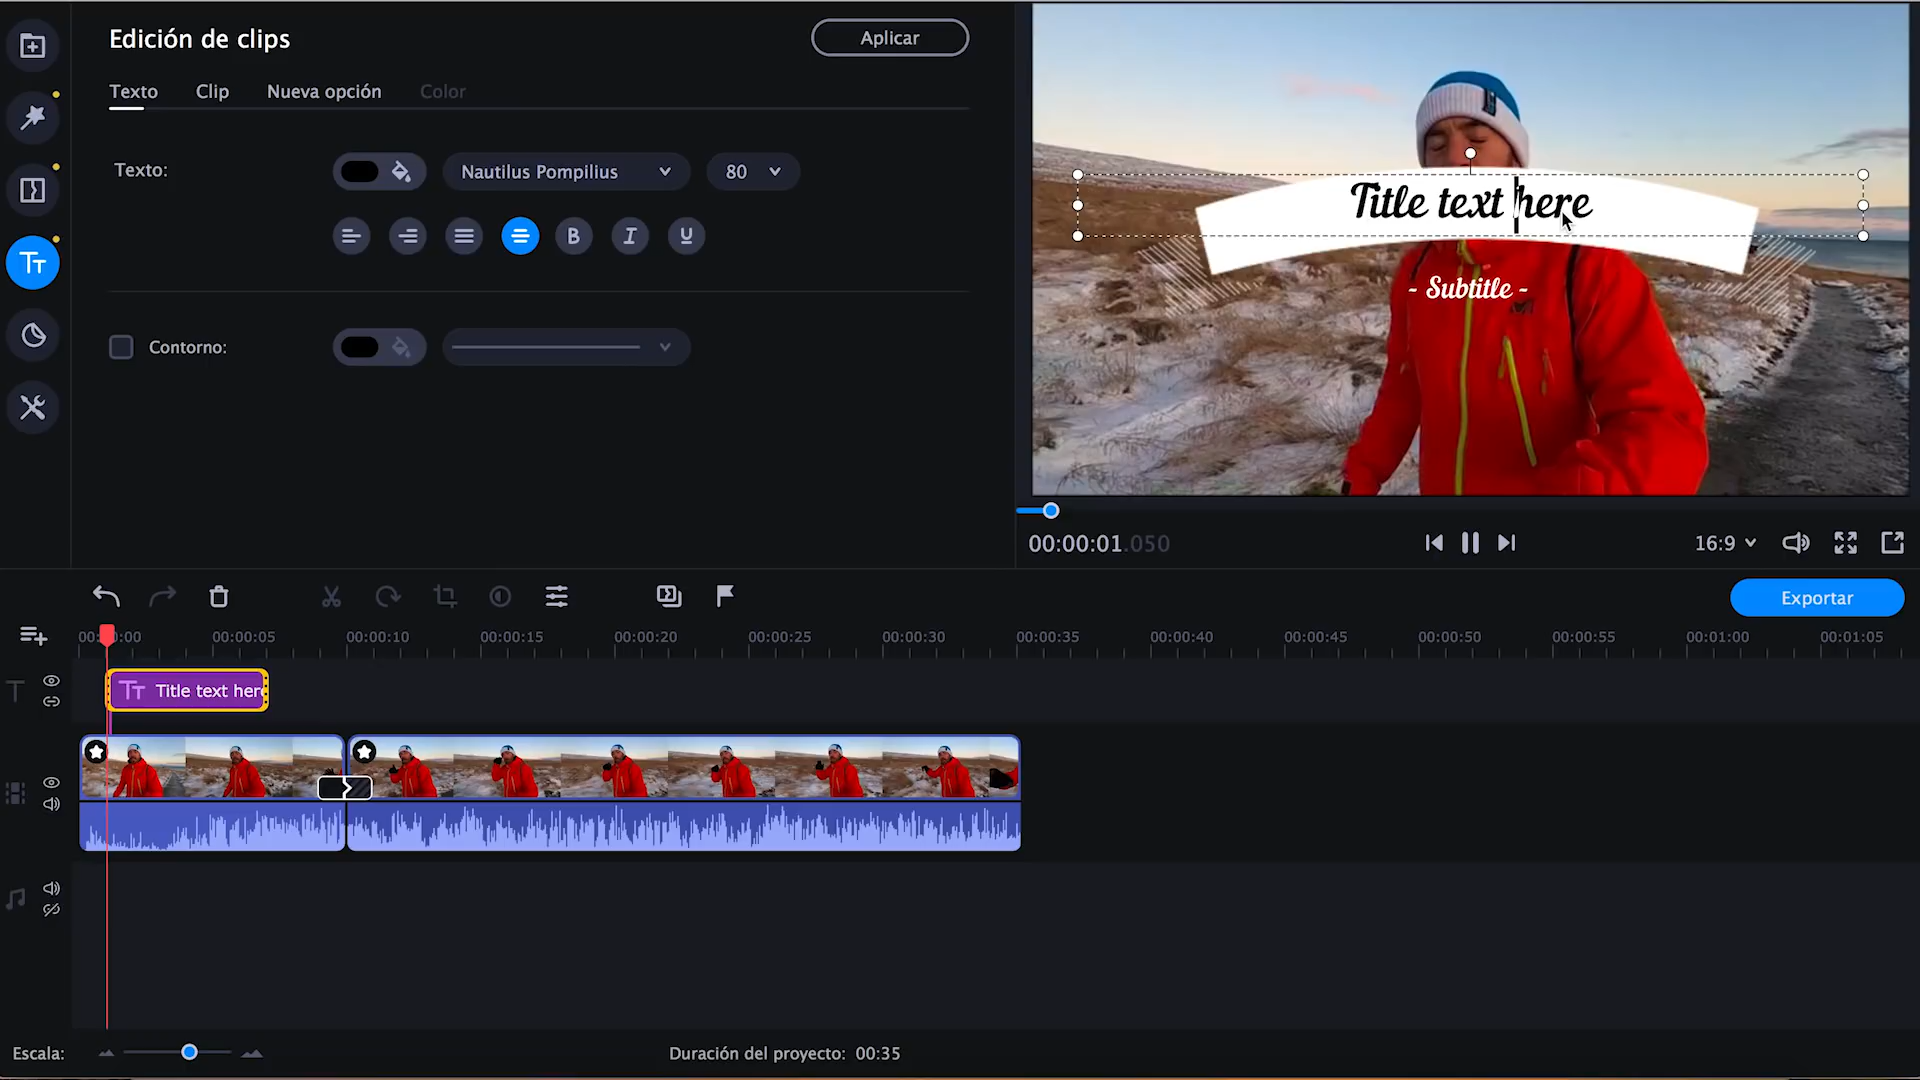 Edición de clips
Aplicar
Texto Clip Nueva opción Color
Texto:
Nautilus Pompilius
80
B I U
Contorno:
Title text here
- Subtitle -
00:00:01.050
16:9
Exportar
00:00:05 00:00:10 00:00:15 00:00:20 00:00:25 00:00:30 00:00:35 00:00:40 00:00:45 00:00:50 00:00:55 00:01:00 00:01:05
Tt Title text here
Escala:
Duración del proyecto: 00:35